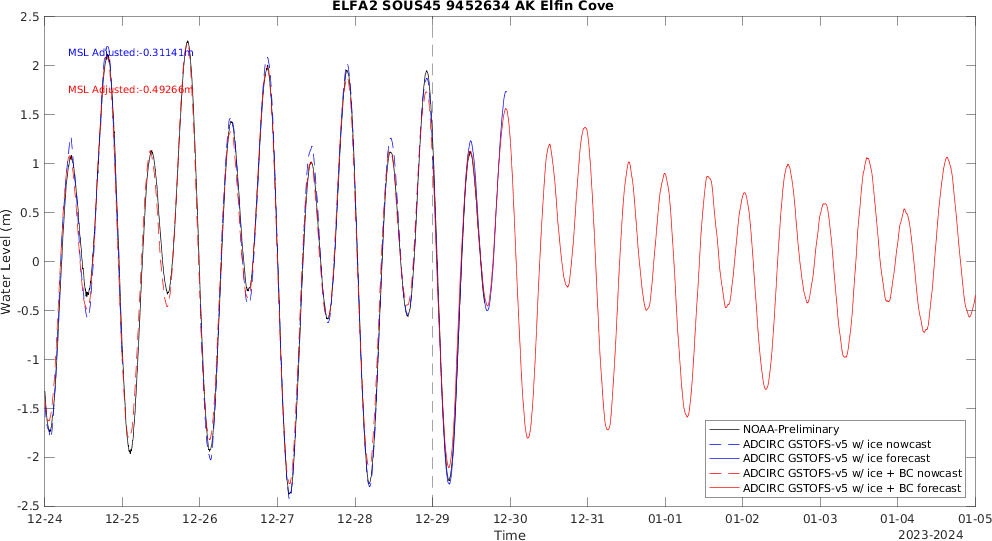 ELFA2 SOUS45 9452634 AK Elfin Cove
MSL Adjusted:-0.31141m
MSL Adjusted:-0.49266m
Water Level (m)
2.5
2
1.5
1
0.5
0
-0.5
-1
-1.5
-2
-2.5
NOAA-Preliminary
ADCIRC GSTOFS-v5 w/ ice nowcast
ADCIRC GSTOFS-v5 w/ ice forecast
ADCIRC GSTOFS-v5 w/ ice + BC nowcast
ADCIRC GSTOFS-v5 w/ ice + BC forecast
12-24 12-25 12-26 12-27 12-28 12-29 12-30 12-31 01-01 01-02 01-03 01-04 01-05
Time
2023-2024